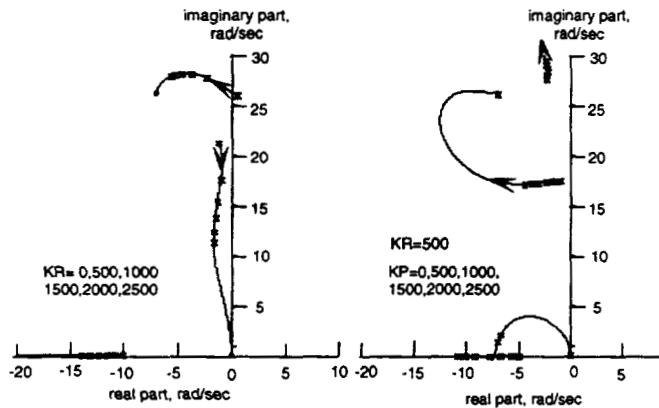 imaginary part,
rad/sec
30
25
20
15
10
5
KR= 0,500,1000
1500,2000,2500
-20 -15 -10 -5 0 5 10
real part, rad/sec
imaginary part,
rad/sec
30
25
20
15
10
5
KR=500
KP=0,500,1000,
1500,2000,2500
-20 -15 -10 -5 0 5
real part, rad/sec